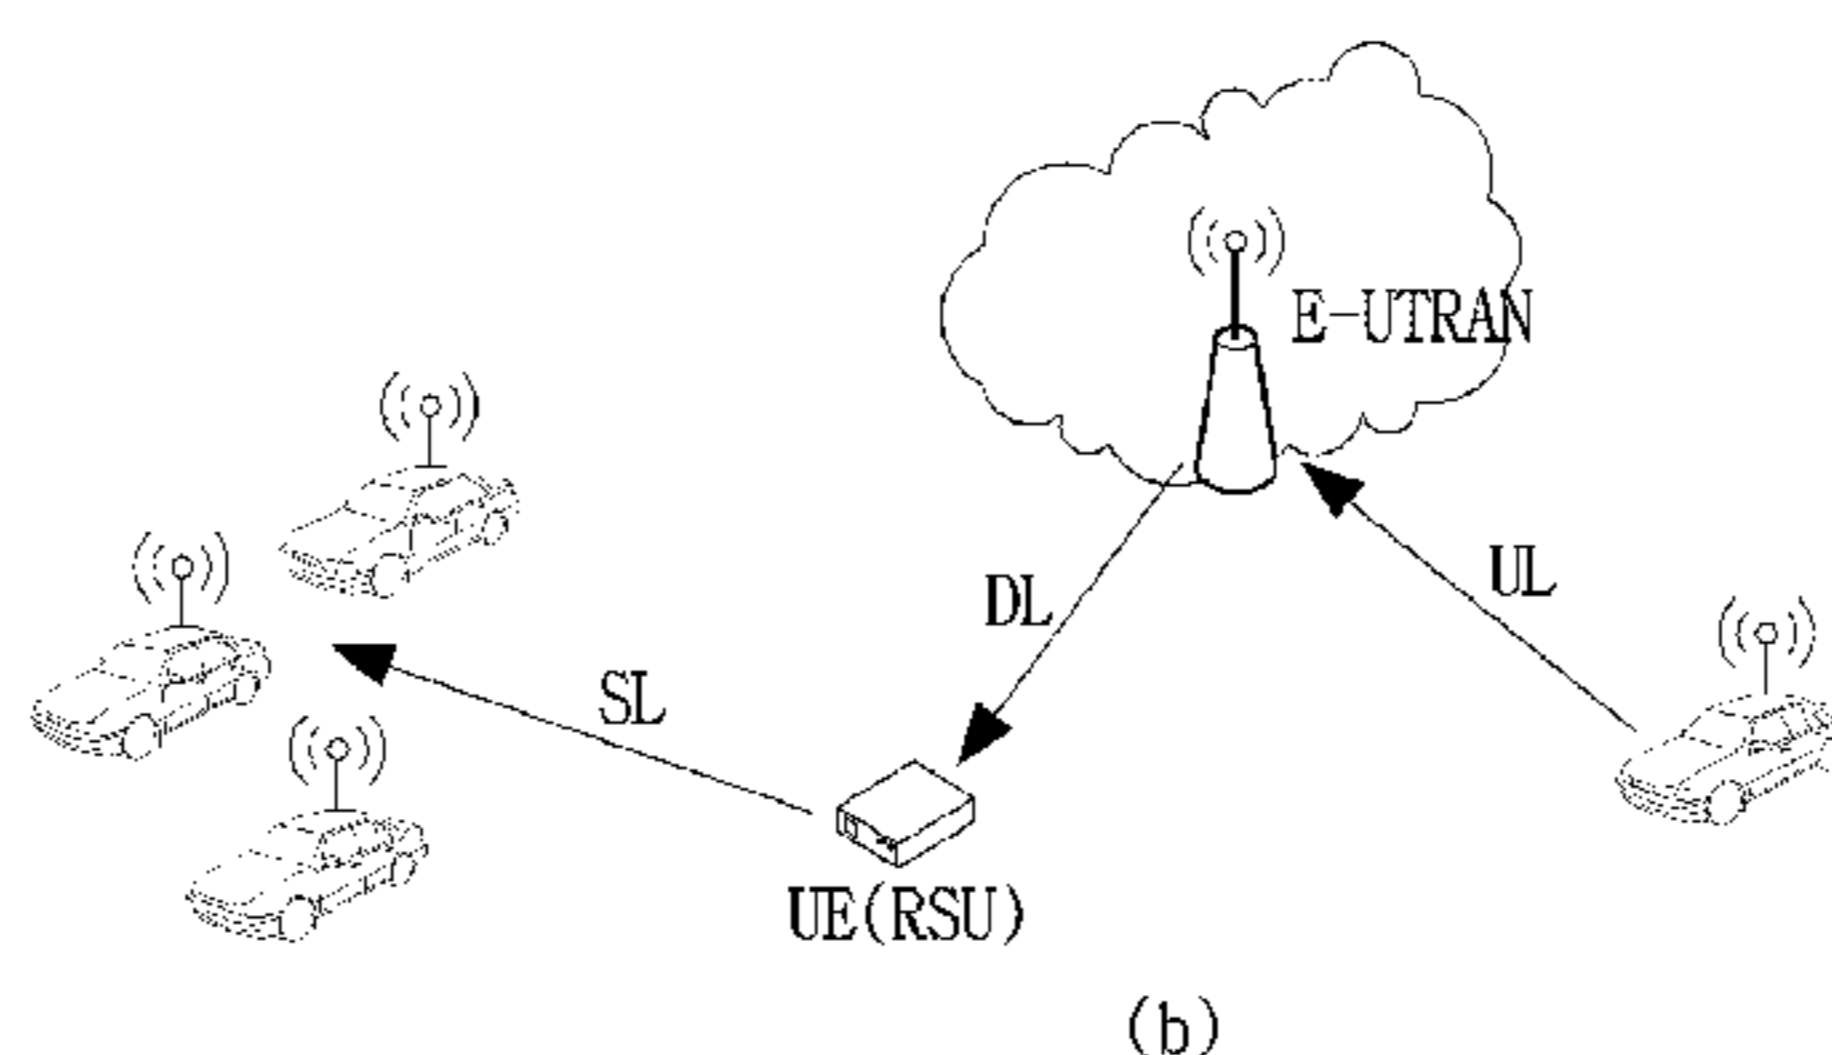 E-UTRAN
UL
DL
SL
UE(RSU)
(b)